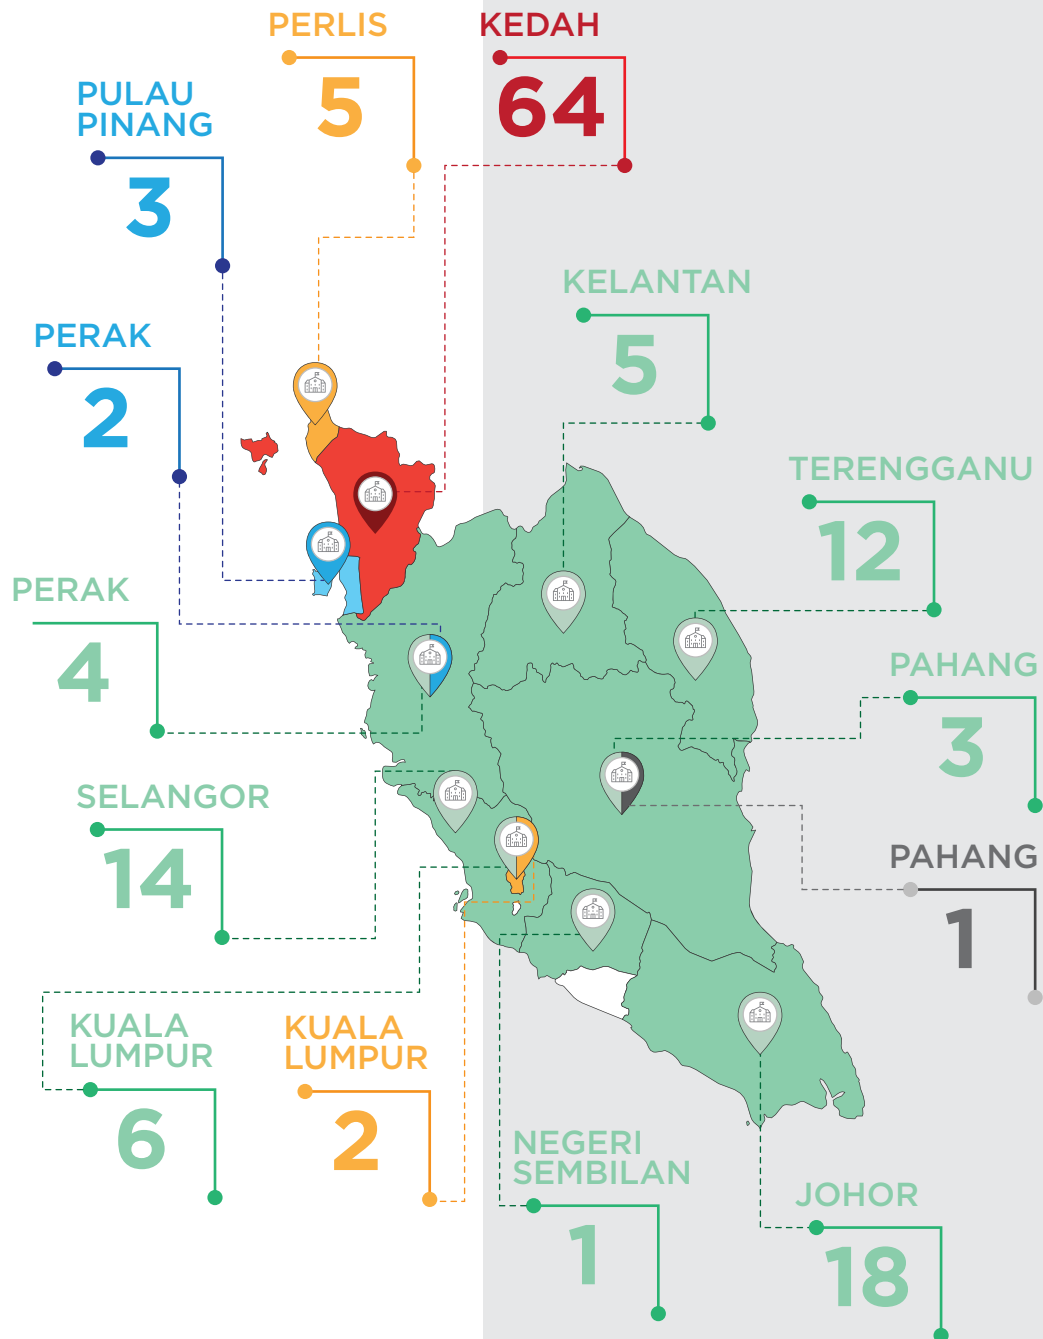 PERLIS
5
KEDAH
64
PULAU
PINANG
3
KELANTAN
5
PERAK
2
TERENGGANU
12
PERAK
4
PAHANG
3
SELANGOR
14
PAHANG
1
KUALA
LUMPUR
6
KUALA
LUMPUR
2
NEGERI
SEMBILAN
1
JOHOR
18